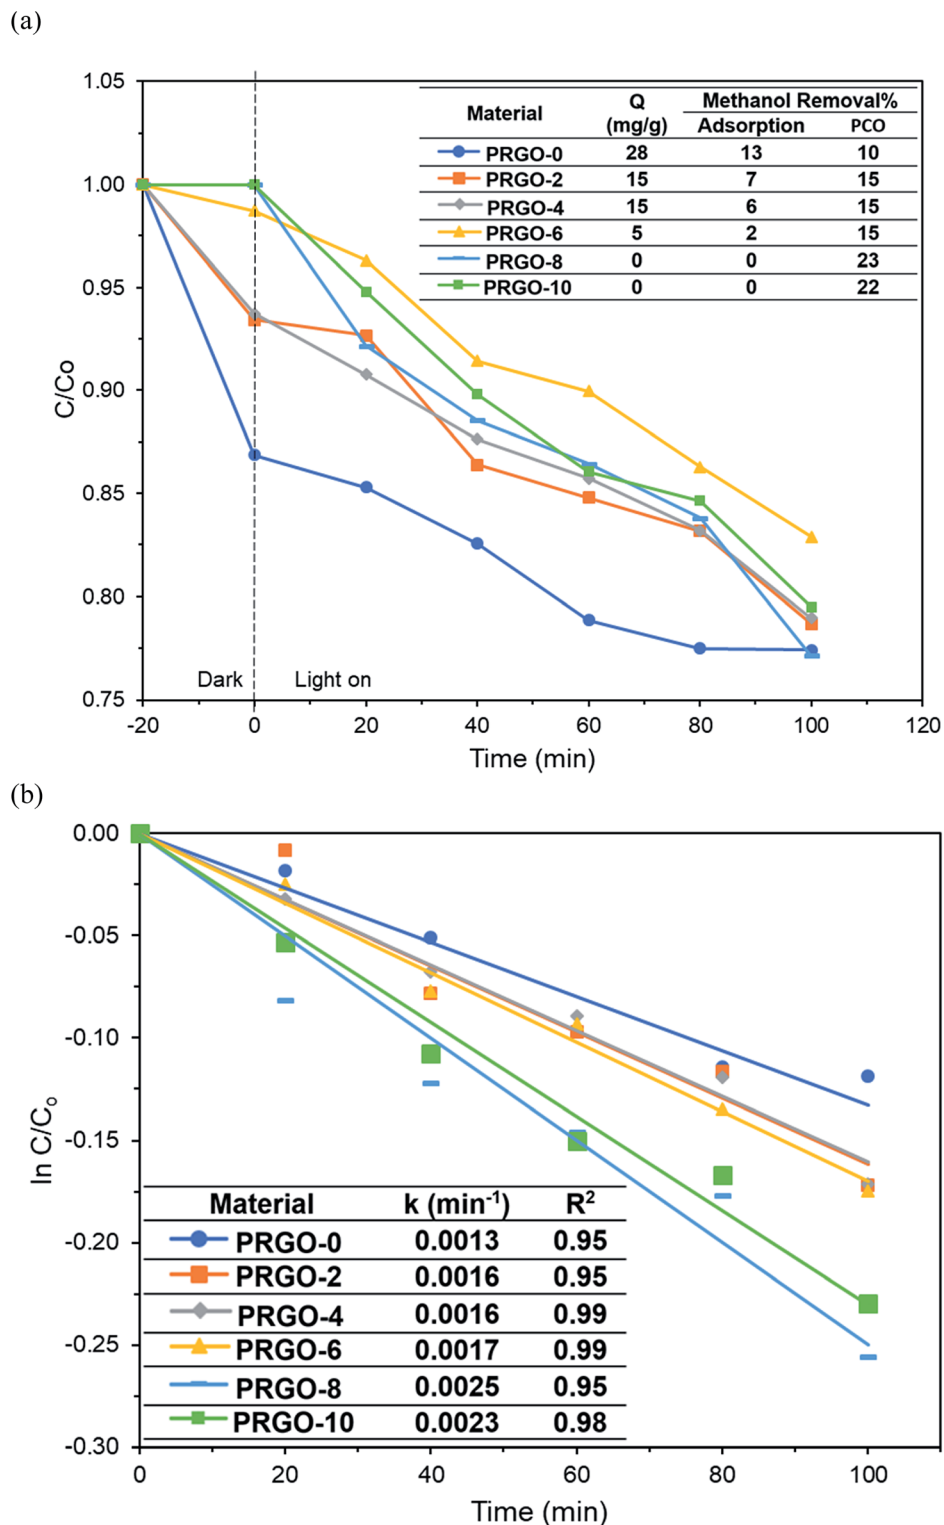 (a)
1.05
1.00
0.95
0.90
0.85
0.80
0.75
C/Co
Material Q (mg/g) Methanol Removal%
Adsorption PCO
PRGO-0 28 13 10
PRGO-2 15 7 15
PRGO-4 15 6 15
PRGO-6 5 2 15
PRGO-8 0 0 23
PRGO-10 0 0 22
Dark Light on
-20 0 20 40 60 80 100 120
Time (min)
(b)
0.00
-0.05
-0.10
-0.15
-0.20
-0.25
-0.30
ln C/Cₒ
Material k (min⁻¹) R²
PRGO-0 0.0013 0.95
PRGO-2 0.0016 0.95
PRGO-4 0.0016 0.99
PRGO-6 0.0017 0.99
PRGO-8 0.0025 0.95
PRGO-10 0.0023 0.98
0 20 40 60 80 100
Time (min)